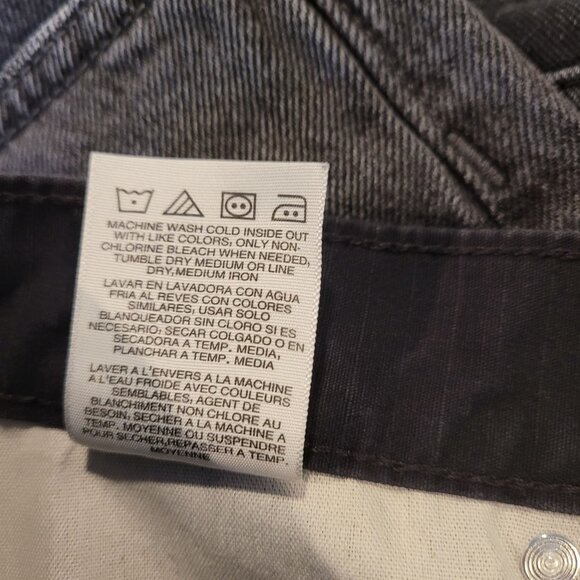 MACHINE WASH COLD INSIDE OUT
WITH LIKE COLORS; ONLY NON-
CHLORINE BLEACH WHEN NEEDED,
TUMBLE DRY MEDIUM OR LINE
DRY, MEDIUM IRON
LAVAR EN LAVADORA CON AGUA
FRIA AL REVES CON COLORES
SIMILARES; USAR SOLO
BLANQUEADOR SIN CLORO SI ES
NECESARIO; SECAR COLGADO O EN
SECADORA A TEMP. MEDIA,
PLANCHAR A TEMP. MEDIA
LAVER A L'ENVERS A LA MACHINE
A L'EAU FROIDE AVEC COULEURS
SEMBLABLES, AGENT DE
BLANCHIMENT NON CHLORE AU
BESOIN, SECHER A LA MACHINE A
TEMP. MOYENNE OU SUSPENDRE
POUR SECHER, REPASSER A TEMP.
MOYENNE